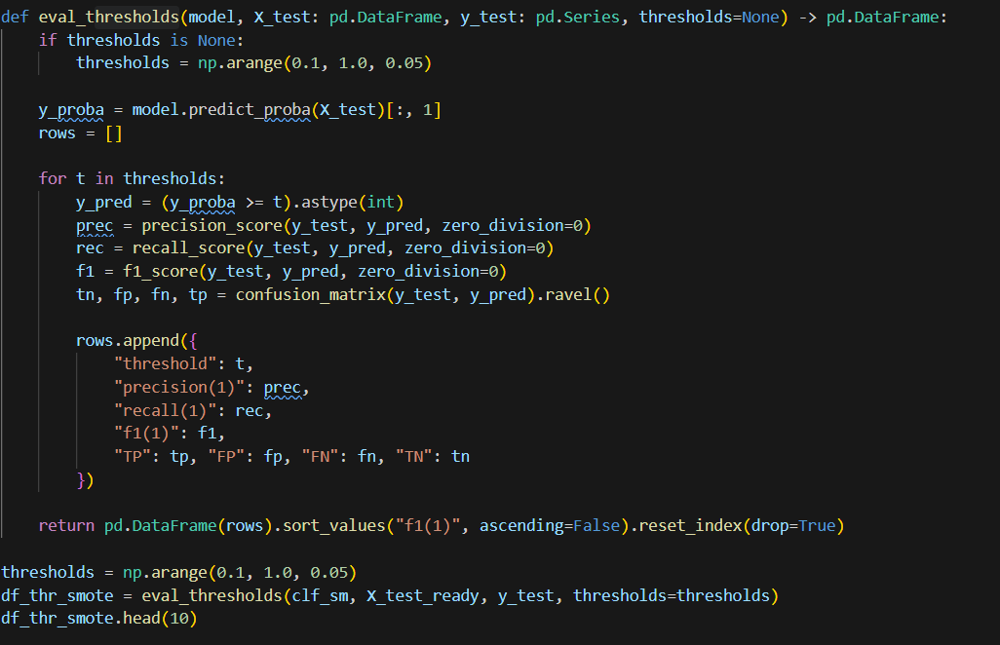 def eval_thresholds(model, X_test: pd.DataFrame, y_test: pd.Series, thresholds=None) -> pd.DataFrame:
    if thresholds is None:
        thresholds = np.arange(0.1, 1.0, 0.05)

    y_proba = model.predict_proba(X_test)[:, 1]
    rows = []

    for t in thresholds:
        y_pred = (y_proba >= t).astype(int)
        prec = precision_score(y_test, y_pred, zero_division=0)
        rec = recall_score(y_test, y_pred, zero_division=0)
        f1 = f1_score(y_test, y_pred, zero_division=0)
        tn, fp, fn, tp = confusion_matrix(y_test, y_pred).ravel()

        rows.append({
            "threshold": t,
            "precision(1)": prec,
            "recall(1)": rec,
            "f1(1)": f1,
            "TP": tp, "FP": fp, "FN": fn, "TN": tn
        })

    return pd.DataFrame(rows).sort_values("f1(1)", ascending=False).reset_index(drop=True)

thresholds = np.arange(0.1, 1.0, 0.05)
df_thr_smote = eval_thresholds(clf_sm, X_test_ready, y_test, thresholds=thresholds)
df_thr_smote.head(10)